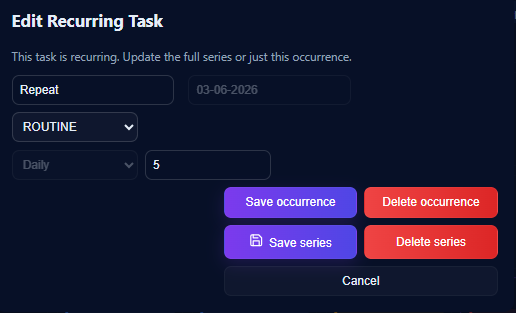 Edit Recurring Task
This task is recurring. Update the full series or just this occurrence.
Repeat 03-06-2026
ROUTINE
Daily 5
Save occurrence Delete occurrence
Save series Delete series
Cancel